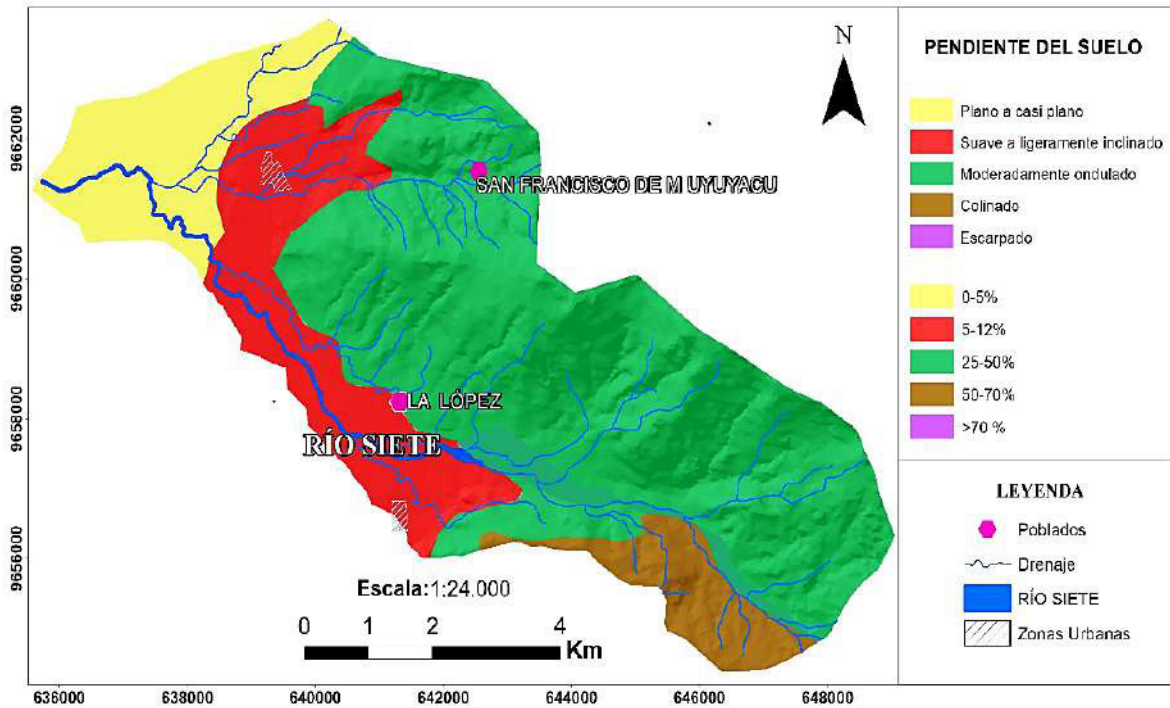 N
PENDIENTE DEL SUELO
Plano a casi plano
Suave a ligeramente inclinado
Moderadamente ondulado
Colinado
Escarpado
0-5%
5-12%
25-50%
50-70%
>70 %
LEYENDA
Poblados
Drenaje
RÍO SIETE
Zonas Urbanas
SAN FRANCISCO DE M UYUYACU
LA LÓPEZ
RÍO SIETE
Escala:1:24.000
0 1 2 4
Km
9662000
9660000
9658000
9656000
636000 638000 640000 642000 644000 646000 648000